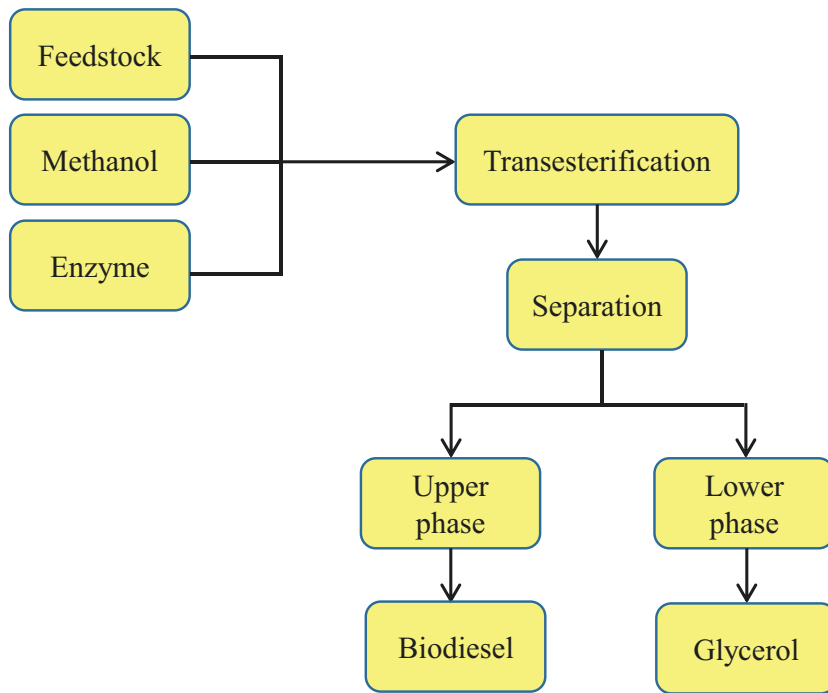 Feedstock
Methanol
Transesterification
Enzyme
Separation
Upper
phase
Lower
phase
Biodiesel
Glycerol